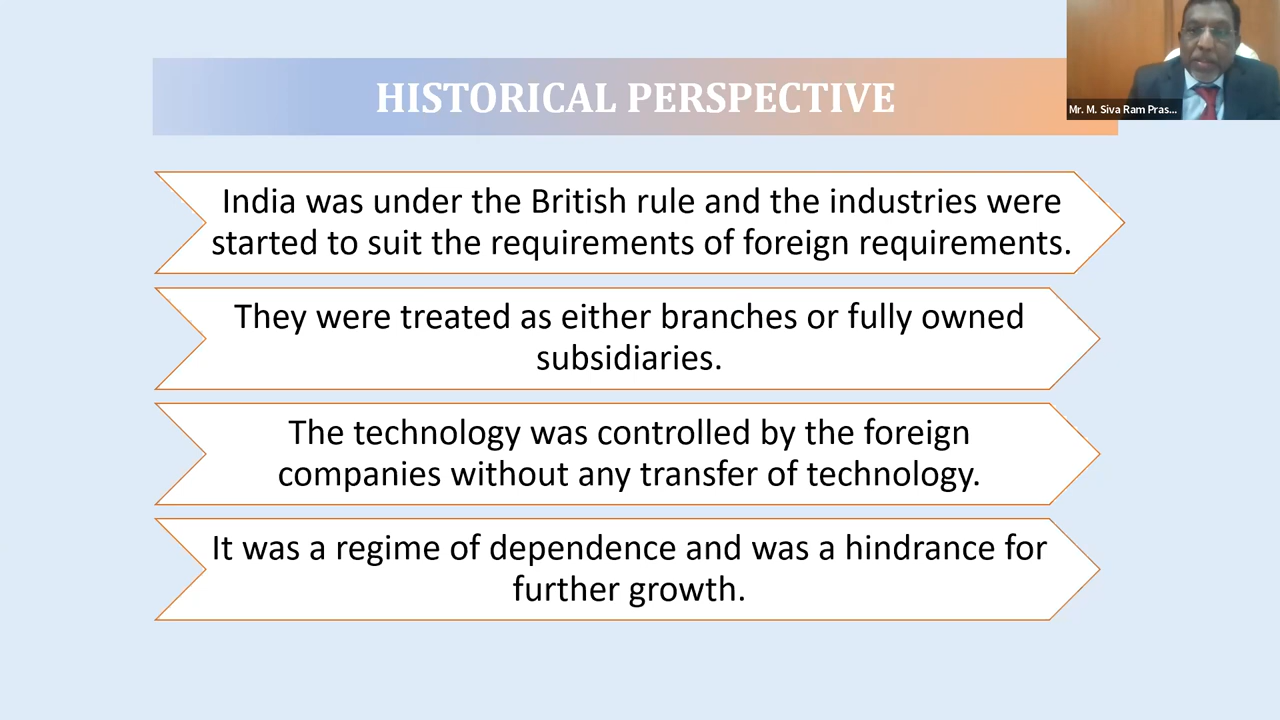 HISTORICAL PERSPECTIVE
Mr. M. Siva Ram Pras...
India was under the British rule and the industries were
started to suit the requirements of foreign requirements.
They were treated as either branches or fully owned
subsidiaries.
The technology was controlled by the foreign
companies without any transfer of technology.
It was a regime of dependence and was a hindrance for
further growth.